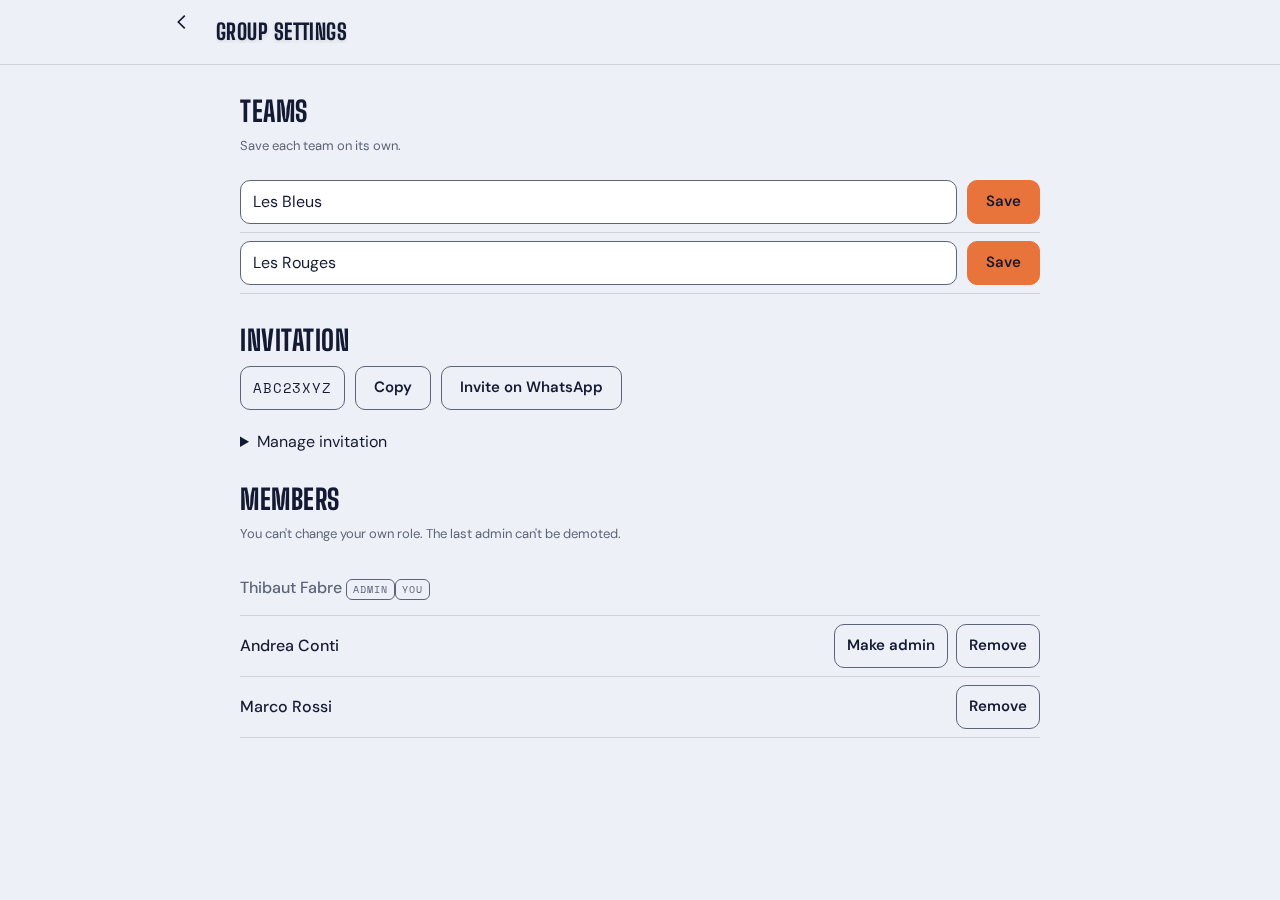 GROUP SETTINGS
TEAMS
Save each team on its own.
Les Bleus Save
Les Rouges Save
INVITATION
ABC23XYZ Copy Invite on WhatsApp
Manage invitation
MEMBERS
You can't change your own role. The last admin can't be demoted.
Thibaut Fabre ADMIN YOU
Andrea Conti Make admin Remove
Marco Rossi Remove